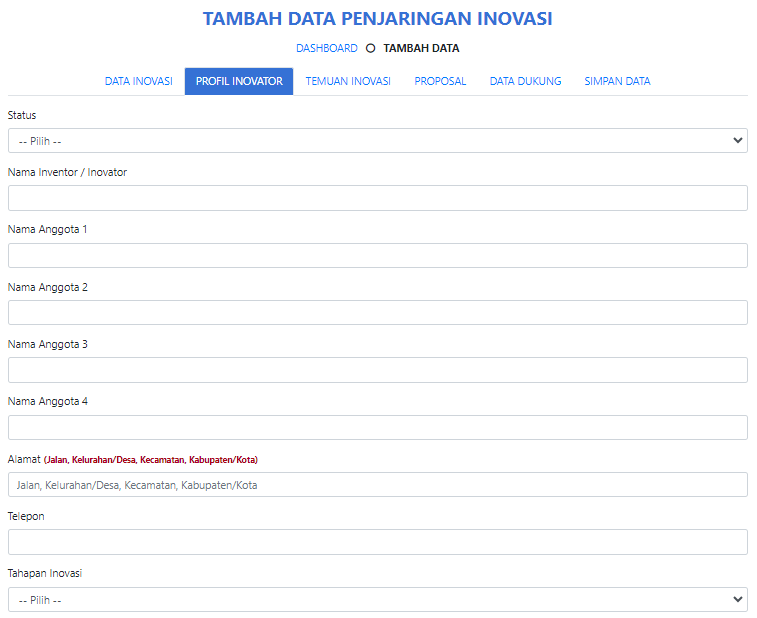 TAMBAH DATA PENJARINGAN INOVASI
DASHBOARD TAMBAH DATA
DATA INOVASI PROFIL INOVATOR TEMUAN INOVASI PROPOSAL DATA DUKUNG SIMPAN DATA
Status
-- Pilih --
Nama Inventor / Inovator
Nama Anggota 1
Nama Anggota 2
Nama Anggota 3
Nama Anggota 4
Alamat (Jalan, Kelurahan/Desa, Kecamatan, Kabupaten/Kota)
Jalan, Kelurahan/Desa, Kecamatan, Kabupaten/Kota
Telepon
Tahapan Inovasi
-- Pilih --